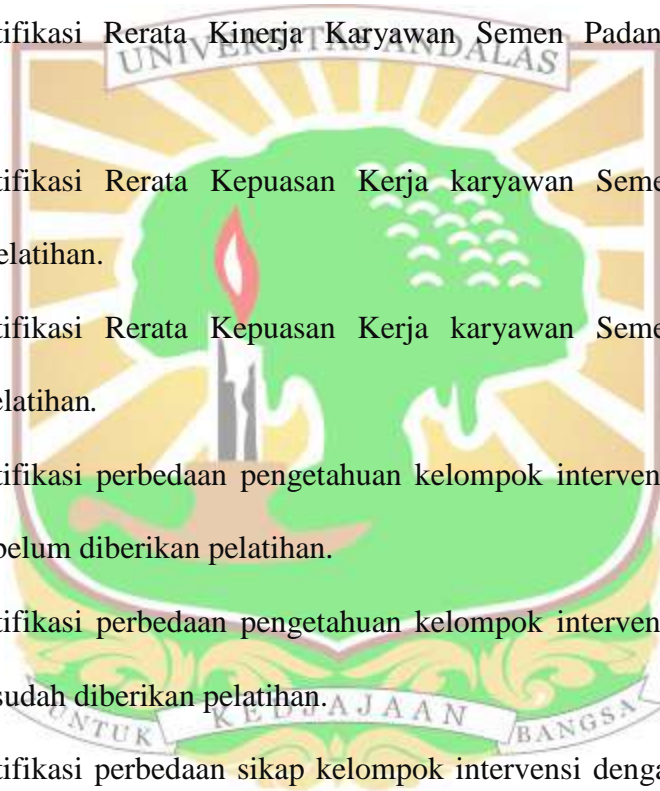 tifikasi Rerata Kinerja Karyawan Semen Padan
UNIVERSITAS ANDALAS
tifikasi Rerata Kepuasan Kerja karyawan Seme
elatihan.
tifikasi Rerata Kepuasan Kerja karyawan Seme
elatihan.
tifikasi perbedaan pengetahuan kelompok interven
belum diberikan pelatihan.
tifikasi perbedaan pengetahuan kelompok interven
sudah diberikan pelatihan.
UNTUK KEDJAJAAN BANGSA
tifikasi perbedaan sikap kelompok intervensi denga